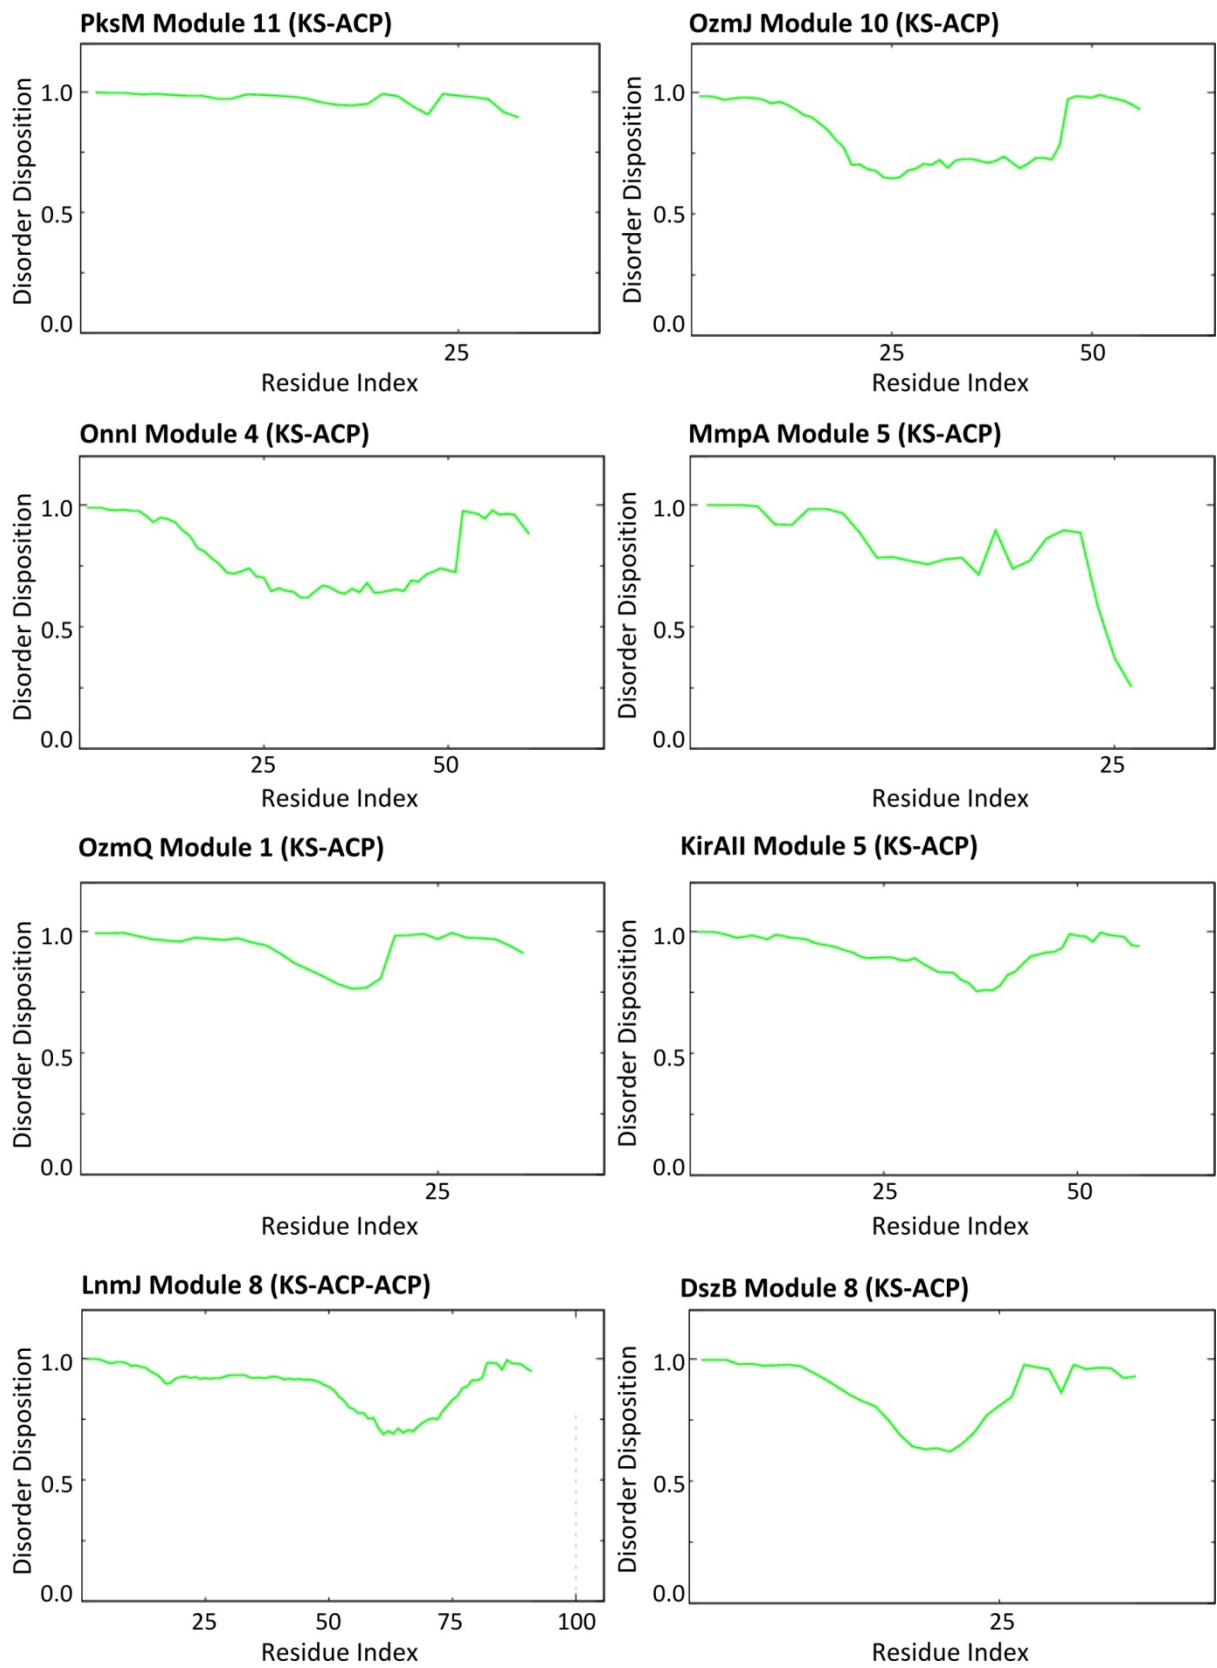 PksM Module 11 (KS-ACP)
Disorder Disposition
1.0
0.5
0.0
25
Residue Index
OzmJ Module 10 (KS-ACP)
Disorder Disposition
1.0
0.5
0.0
25 50
Residue Index
OnnI Module 4 (KS-ACP)
Disorder Disposition
1.0
0.5
0.0
25 50
Residue Index
MmpA Module 5 (KS-ACP)
Disorder Disposition
1.0
0.5
0.0
25
Residue Index
OzmQ Module 1 (KS-ACP)
Disorder Disposition
1.0
0.5
0.0
25
Residue Index
KirAII Module 5 (KS-ACP)
Disorder Disposition
1.0
0.5
0.0
25 50
Residue Index
LnmJ Module 8 (KS-ACP-ACP)
Disorder Disposition
1.0
0.5
0.0
25 50 75 100
Residue Index
DszB Module 8 (KS-ACP)
Disorder Disposition
1.0
0.5
0.0
25
Residue Index